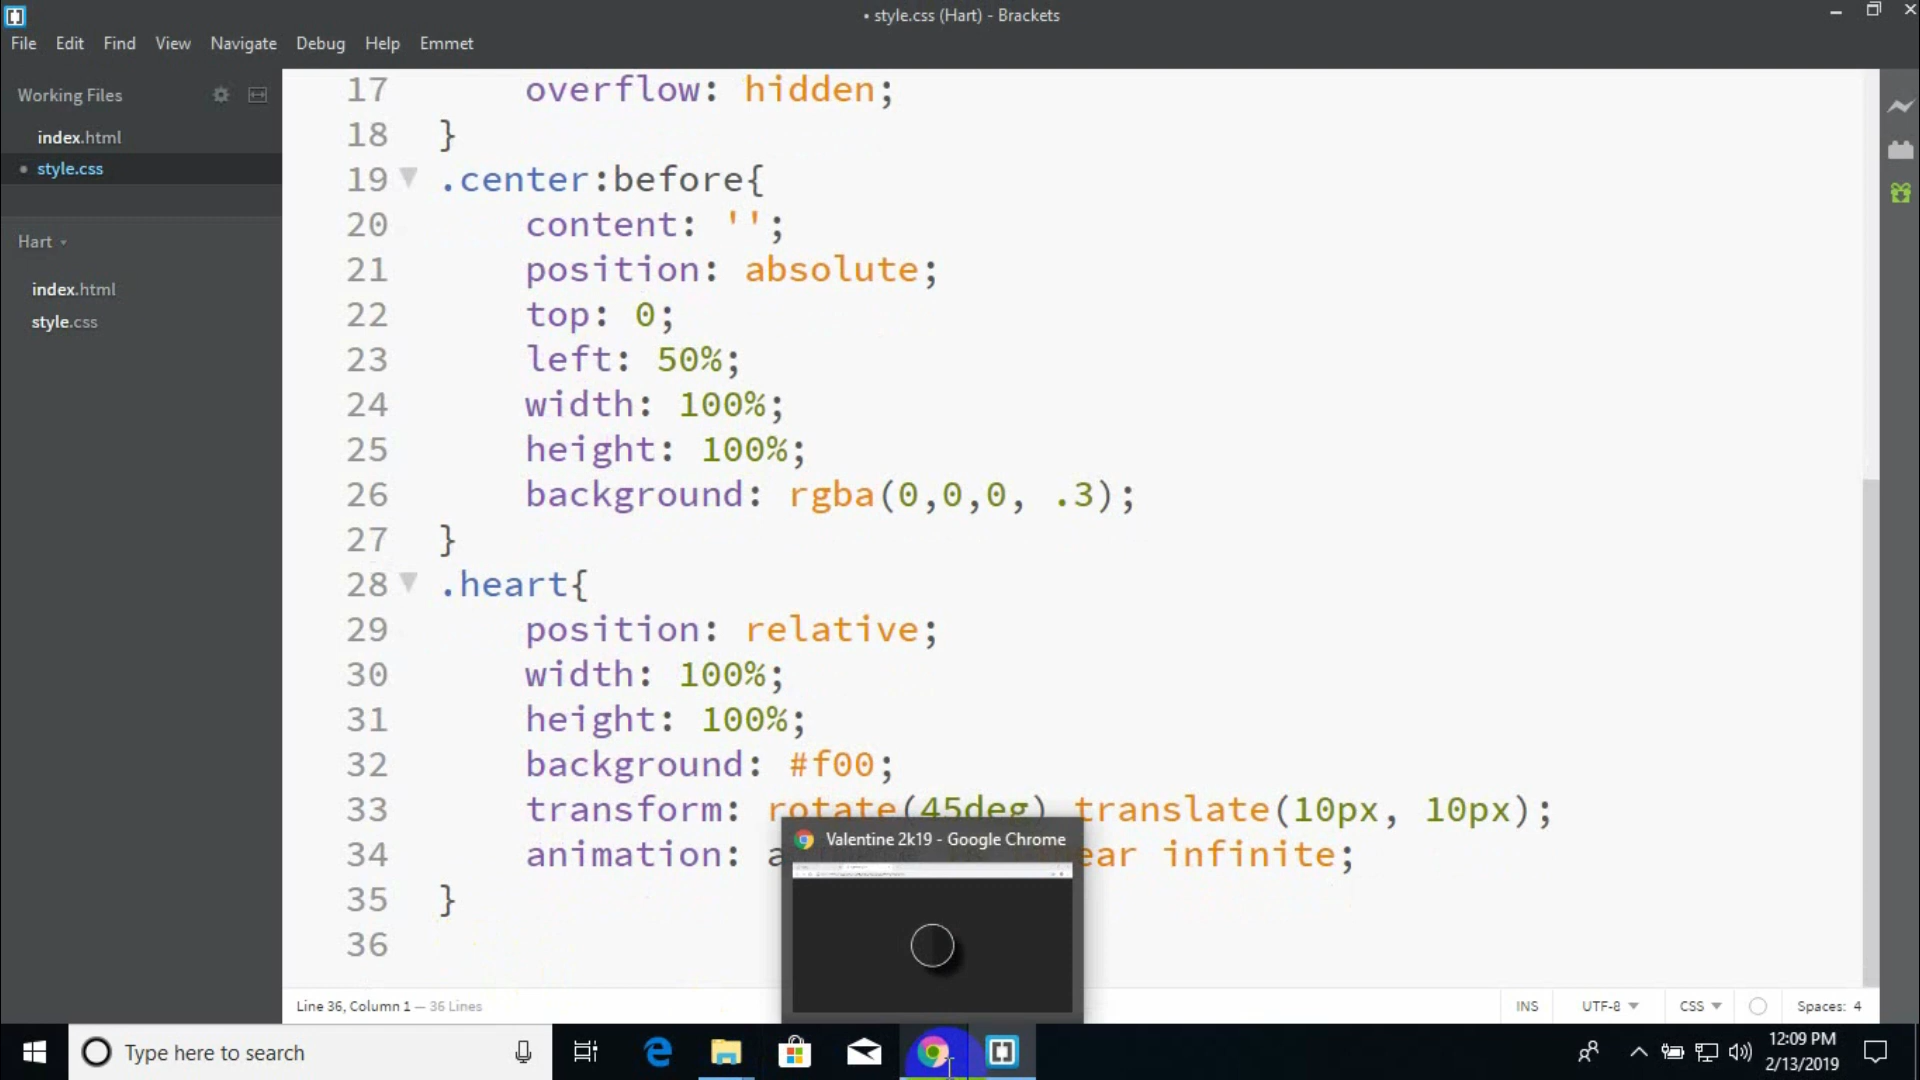 • style.css (Hart) - Brackets
File Edit Find View Navigate Debug Help Emmet
Working Files
index.html
• style.css
Hart
index.html
style.css
17 overflow: hidden;
18 }
19 .center:before{
20 content: '';
21 position: absolute;
22 top: 0;
23 left: 50%;
24 width: 100%;
25 height: 100%;
26 background: rgba(0,0,0, .3);
27 }
28 .heart{
29 position: relative;
30 width: 100%;
31 height: 100%;
32 background: #f00;
33 transform: rotate(45deg) translate(10px, 10px);
34 animation: infinite;
35 }
36
Valentine 2k19 - Google Chrome
Line 36, Column 1 — 36 Lines
INS UTF-8 CSS Spaces: 4
Type here to search
12:09 PM
2/13/2019